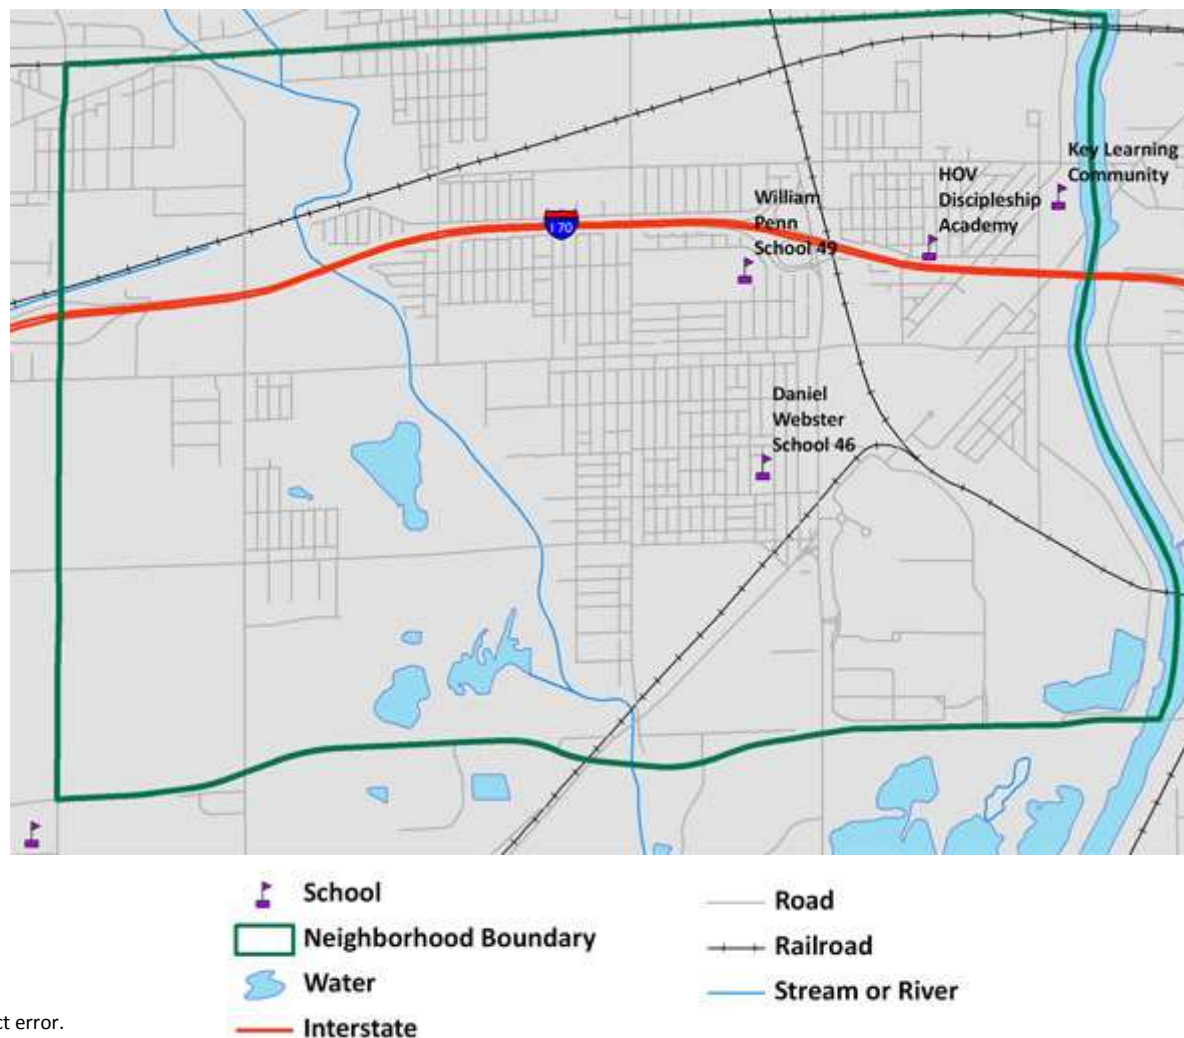 Key Learning
Community
HOV
Discipleship
Academy
William
Penn
School 49
I 70
Daniel
Webster
School 46
School
Neighborhood Boundary
Water
Interstate
Road
Railroad
Stream or River
ct error.